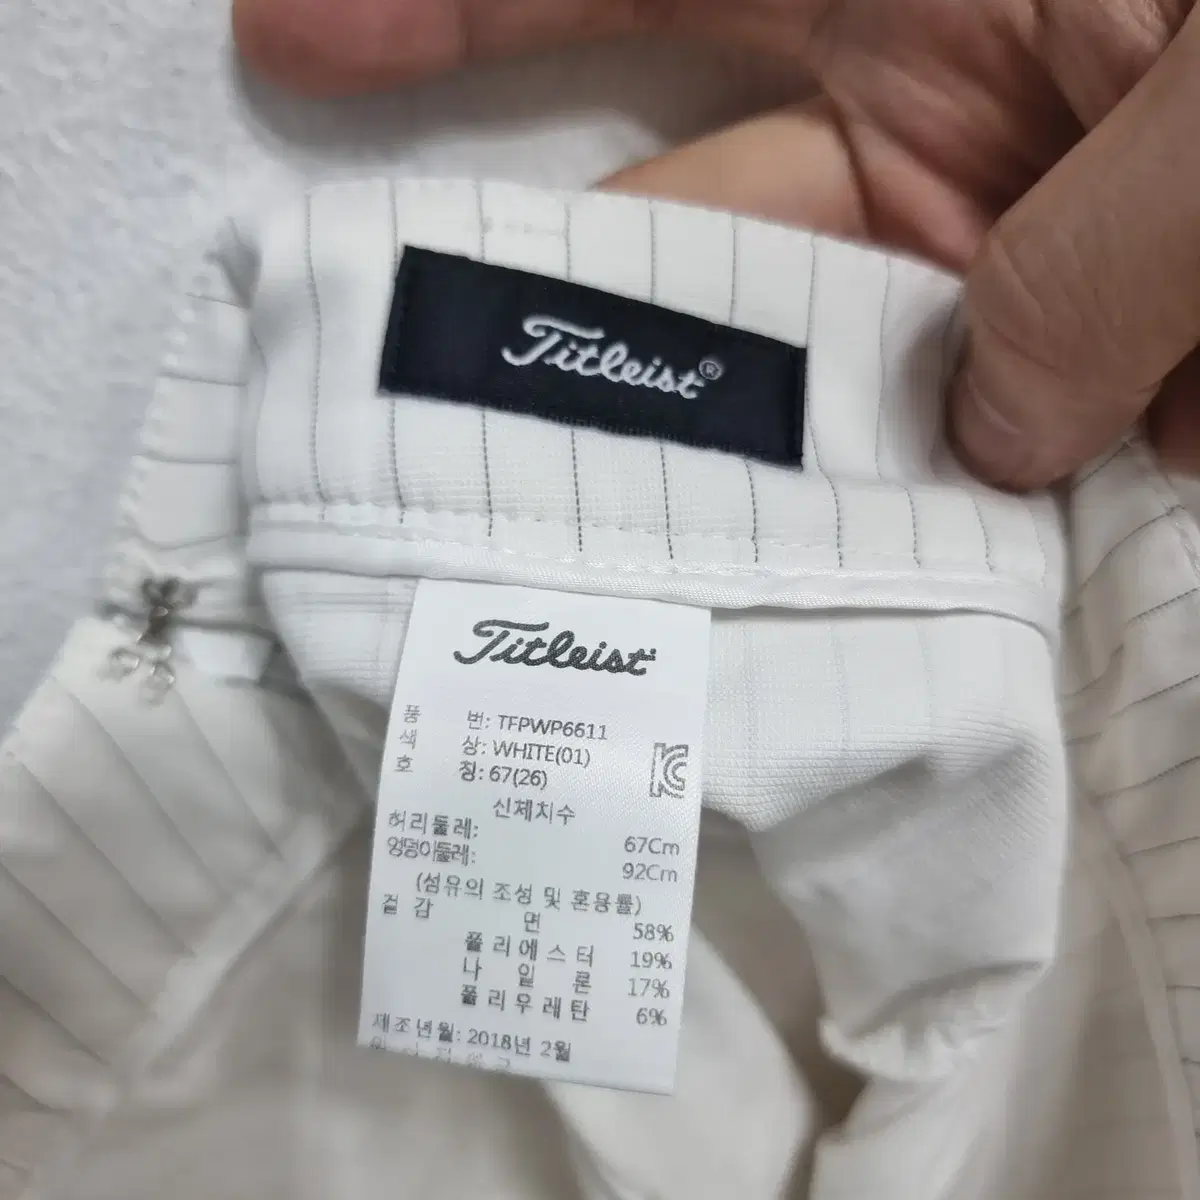 Titleist®
Titleist
품 번: TFPWP6611
색 상: WHITE(01)
호 칭: 67(26)
신체치수
허리둘레: 67Cm
엉덩이둘레: 92Cm
(섬유의 조성 및 혼용률)
겉감 면 58%
폴리에스터 19%
나일론 17%
폴리우레탄 6%
제조년월: 2018년 2월